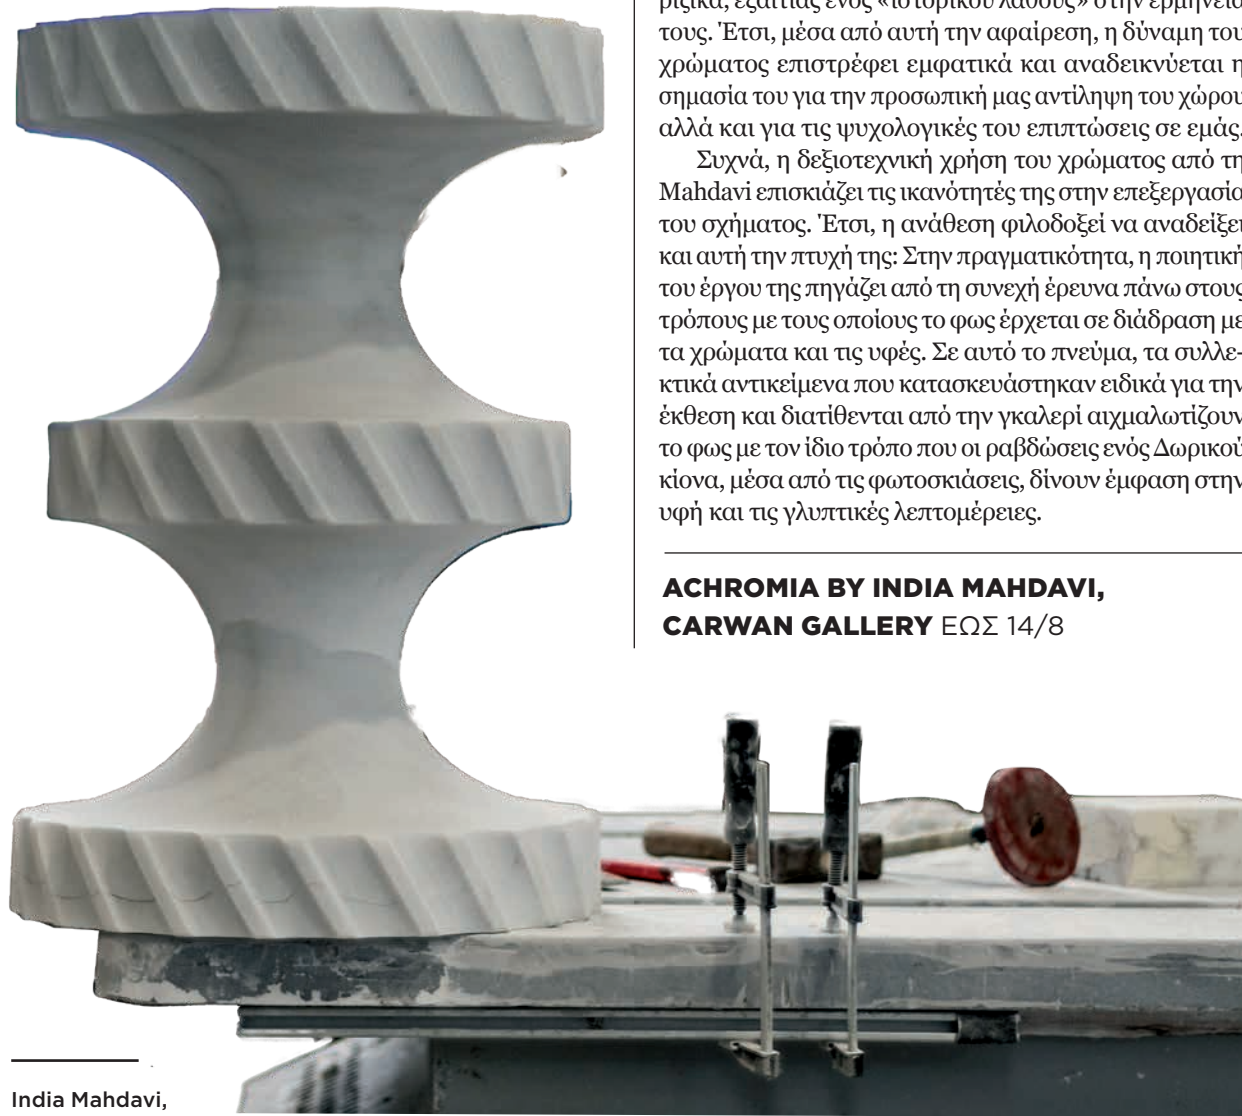 ριζικά, εξαιτίας ενός «ιστορικού λάθους» στην ερμηνεία
τους. Έτσι, μέσα από αυτή την αφαίρεση, η δύναμη του
χρώματος επιστρέφει εμφατικά και αναδεικνύεται η
σημασία του για την προσωπική μας αντίληψη του χώρου
αλλά και για τις ψυχολογικές του επιπτώσεις σε εμάς.
Συχνά, η δεξιοτεχνική χρήση του χρώματος από τη
Mahdavi επισκιάζει τις ικανότητές της στην επεξεργασία
του σχήματος. Έτσι, η ανάθεση φιλοδοξεί να αναδείξει
και αυτή την πτυχή της: Στην πραγματικότητα, η ποιητική
του έργου της πηγάζει από τη συνεχή έρευνα πάνω στους
τρόπους με τους οποίους το φως έρχεται σε διάδραση με
τα χρώματα και τις υφές. Σε αυτό το πνεύμα, τα συλλε-
κτικά αντικείμενα που κατασκευάστηκαν ειδικά για την
έκθεση και διατίθενται από την γκαλερί αιχμαλωτίζουν
το φως με τον ίδιο τρόπο που οι ραβδώσεις ενός Δωρικού
κίονα, μέσα από τις φωτοσκιάσεις, δίνουν έμφαση στην
υφή και τις γλυπτικές λεπτομέρειες.
ACHROMIA BY INDIA MAHDAVI,
CARWAN GALLERY ΕΩΣ 14/8
India Mahdavi,